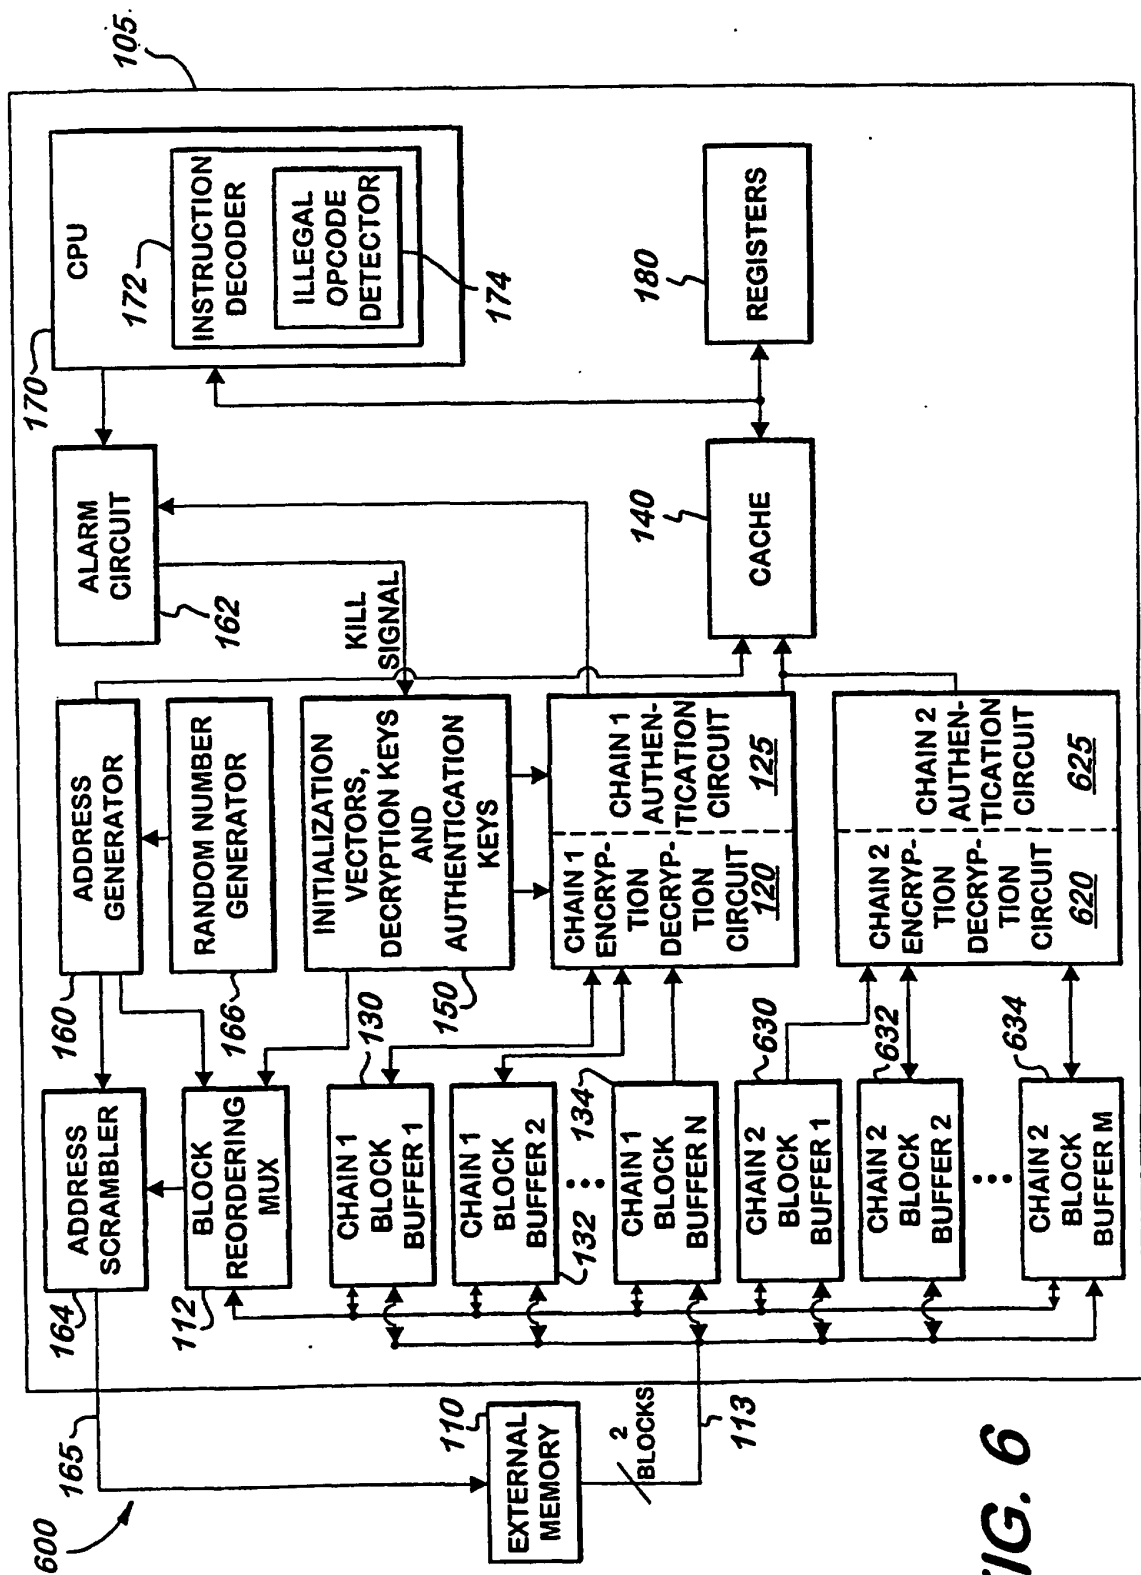 600
165
105
164
ADDRESS
SCRAMBLER
160
ADDRESS
GENERATOR
ALARM
CIRCUIT
162
170
CPU
172
INSTRUCTION
DECODER
ILLEGAL
OPCODE
DETECTOR
174
112
BLOCK
REORDERING
MUX
166
RANDOM NUMBER
GENERATOR
KILL
SIGNAL
INITIALIZATION
VECTORS,
DECRYPTION KEYS
AND
AUTHENTICATION
KEYS
150
130
CHAIN 1
BLOCK
BUFFER 1
CHAIN 1
BLOCK
BUFFER 2
132
134
CHAIN 1
BLOCK
BUFFER N
CHAIN 1
ENCRYP-
TION
DECRYP-
TION
CIRCUIT
120
CHAIN 1
AUTHEN-
TICATION
CIRCUIT
125
140
CACHE
180
REGISTERS
110
EXTERNAL
MEMORY
2
BLOCKS
113
630
CHAIN 2
BLOCK
BUFFER 1
632
CHAIN 2
BLOCK
BUFFER 2
634
CHAIN 2
BLOCK
BUFFER M
CHAIN 2
ENCRYP-
TION
DECRYP-
TION
CIRCUIT
620
CHAIN 2
AUTHEN-
TICATION
CIRCUIT
625
FIG. 6